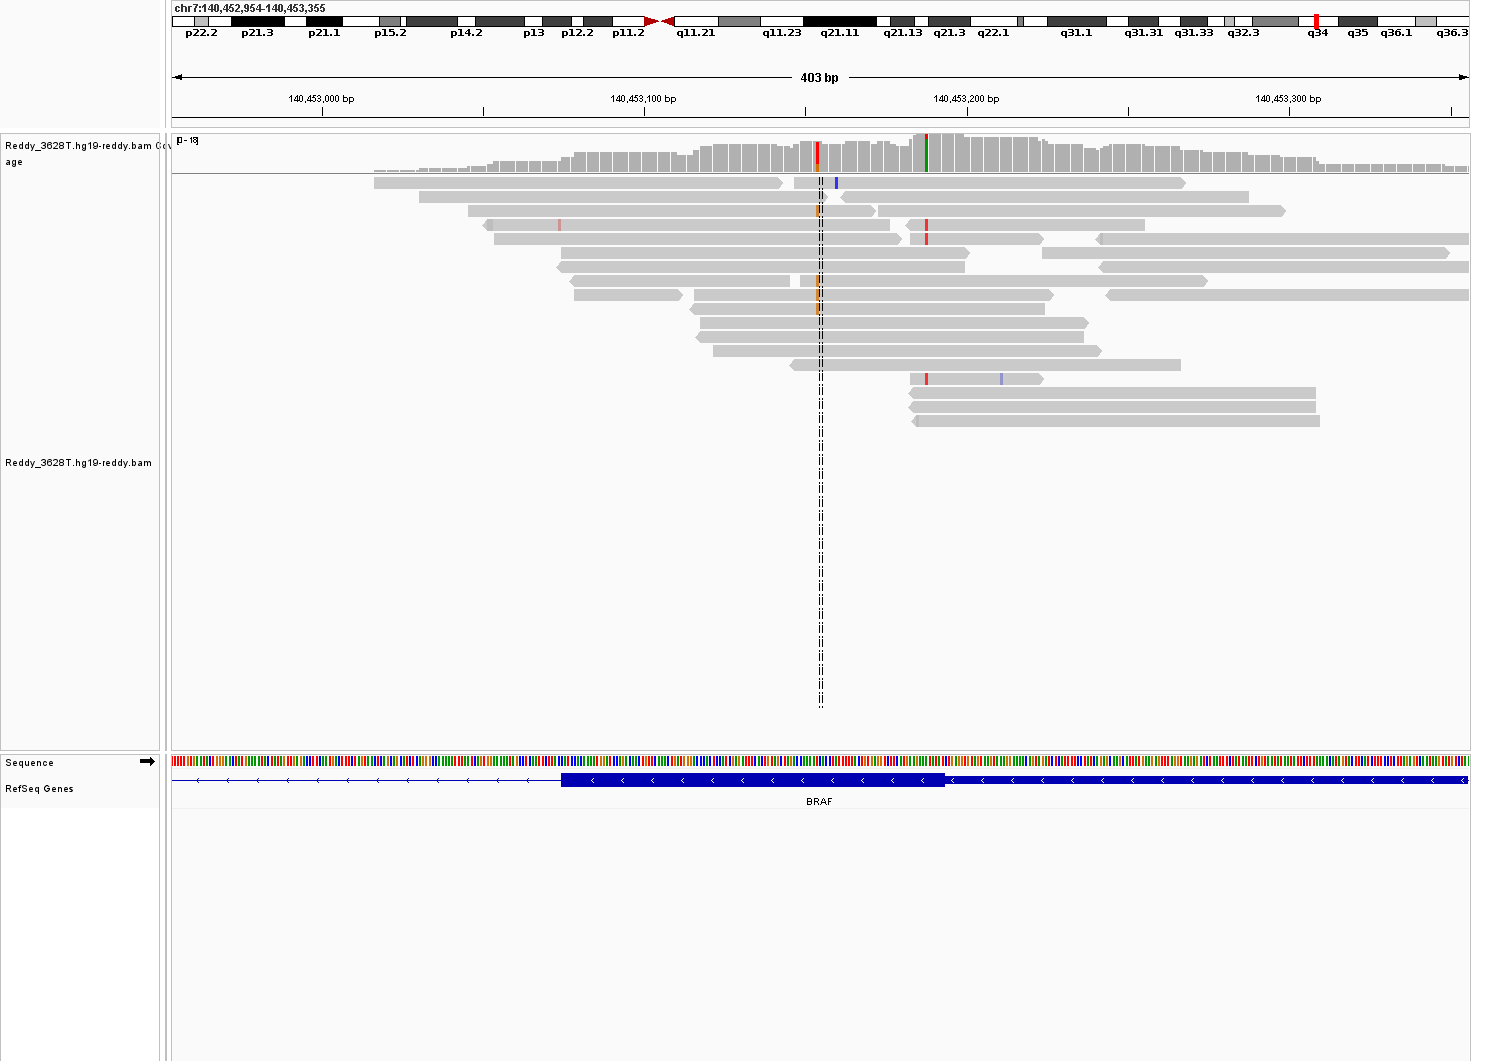 chr7:140,452,954-140,453,355
p22.2 p21.3 p21.1 p15.2 p14.2 p13 p12.2 p11.2 q11.21 q11.23 q21.11 q21.13 q21.3 q22.1 q31.1 q31.31 q31.33 q32.3 q34 q35 q36.1 q36.3
403 bp
140,453,000 bp 140,453,100 bp 140,453,200 bp 140,453,300 bp
Reddy_3628T.hg19-reddy.bam Cov
age
[0 - 18]
Reddy_3628T.hg19-reddy.bam
Sequence
RefSeq Genes
BRAF